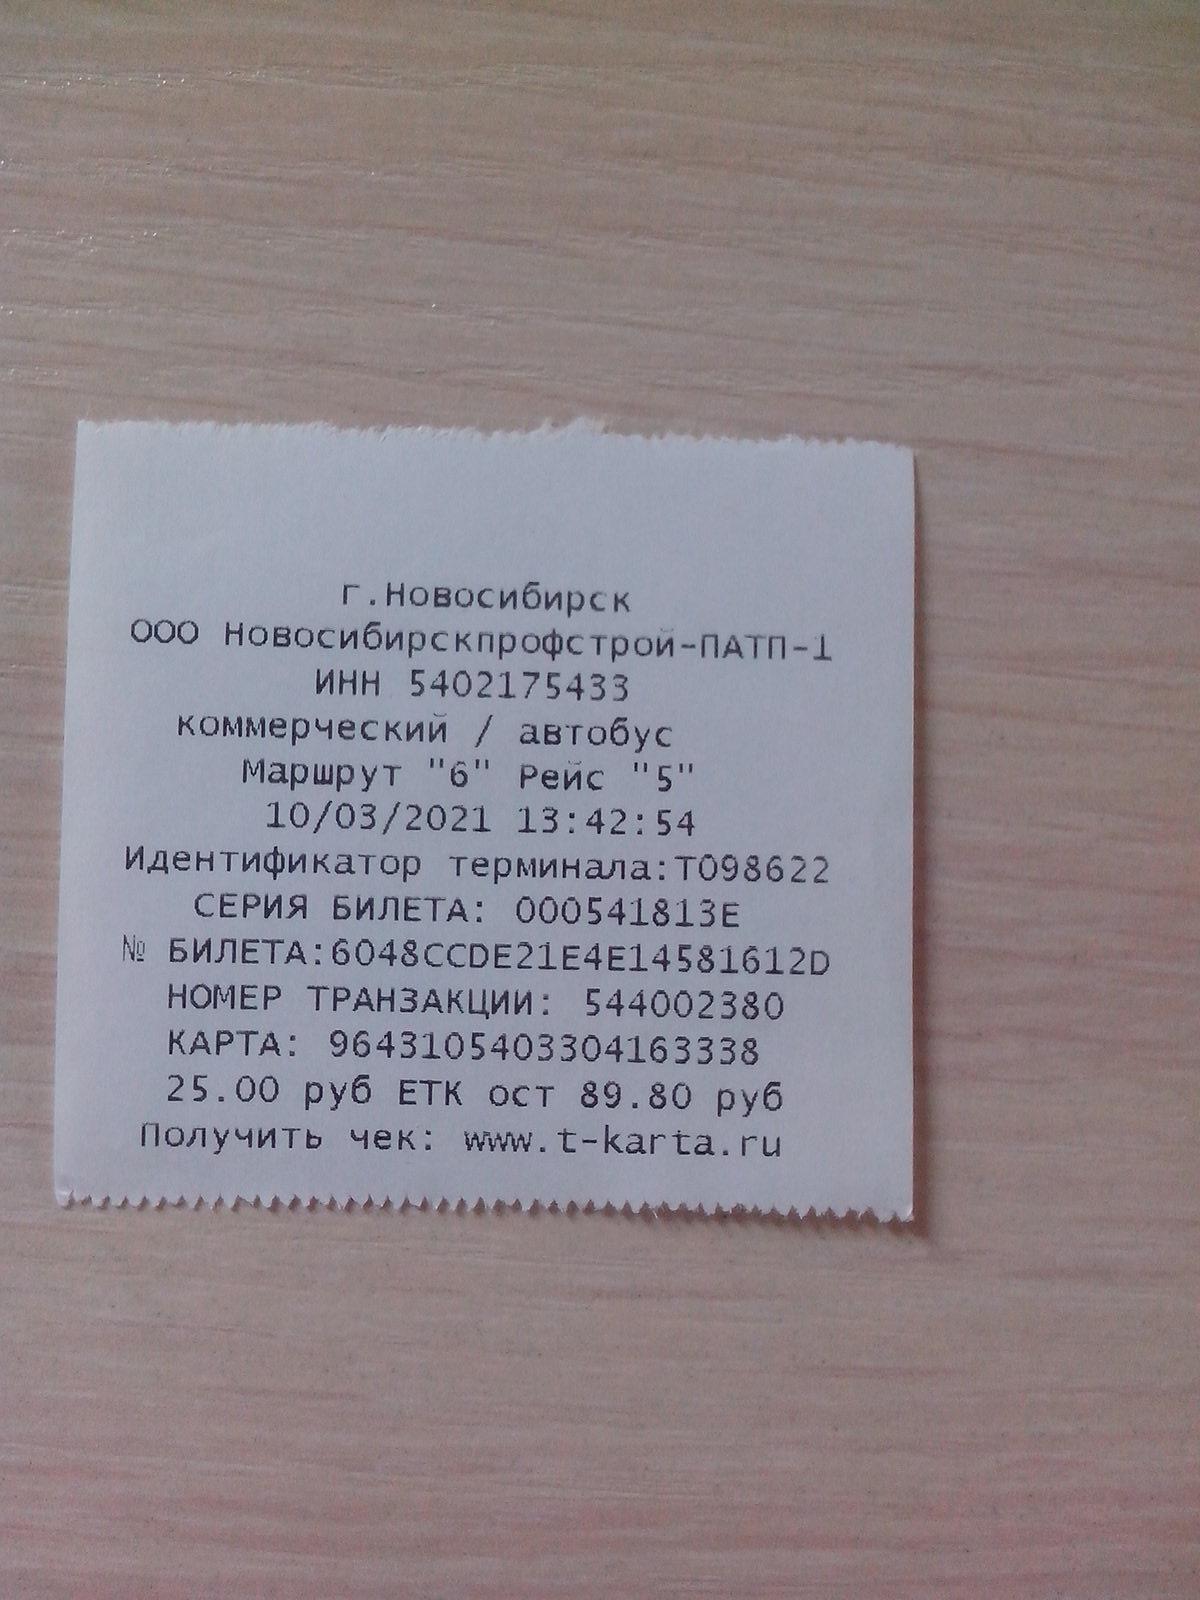 г.Новосибирск
ООО Новосибирскпрофстрой-ПАТП-1
ИНН 5402175433
коммерческий / автобус
Маршрут "6" Рейс "5"
10/03/2021 13:42:54
Идентификатор терминала:Т098622
СЕРИЯ БИЛЕТА: 000541813E
№ БИЛЕТА:6048CCDE21E4E14581612D
НОМЕР ТРАНЗАКЦИИ: 544002380
КАРТА: 9643105403304163338
25.00 руб ЕТК ост 89.80 руб
Получить чек: www.t-karta.ru